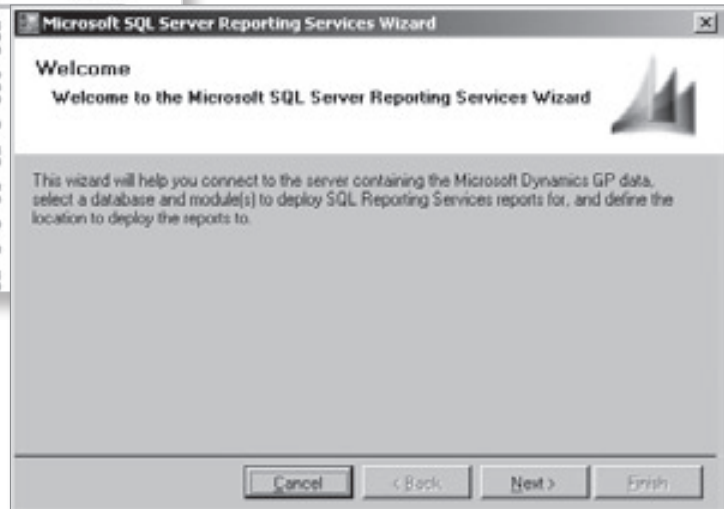 Microsoft SQL Server Reporting Services Wizard
Welcome
Welcome to the Microsoft SQL Server Reporting Services Wizard
This wizard will help you connect to the server containing the Microsoft Dynamics GP data,
select a database and module(s) to deploy SQL Reporting Services reports for, and define the
location to deploy the reports to.
Cancel
< Back
Next >
Finish